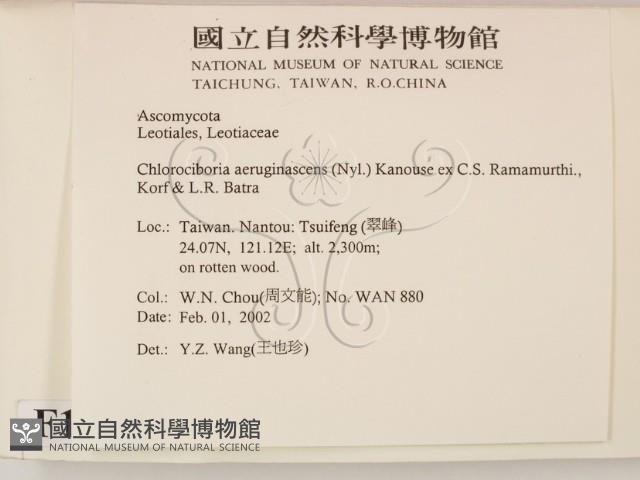 國立自然科學博物館
NATIONAL MUSEUM OF NATURAL SCIENCE
TAICHUNG, TAIWAN, R.O.CHINA
Ascomycota
Leotiales, Leotiaceae
Chlorociboria aeruginascens (Nyl.) Kanouse ex C.S. Ramamurthi.,
Korf & L.R. Batra
Loc.: Taiwan. Nantou: Tsuifeng (翠峰)
24.07N, 121.12E; alt. 2,300m;
on rotten wood.
Col.: W.N. Chou(周文能); No. WAN 880
Date: Feb. 01, 2002
Det.: Y.Z. Wang(王也珍)
國立自然科學博物館
NATIONAL MUSEUM OF NATURAL SCIENCE